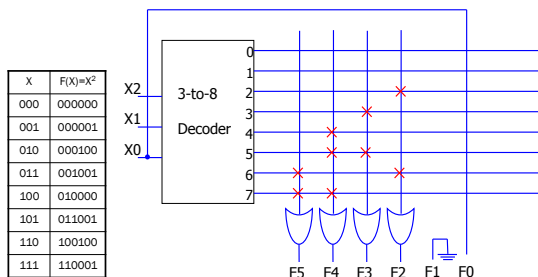 X F(X)=X²
000 000000
001 000001
010 000100
011 001001
100 010000
101 011001
110 100100
111 110001
X2
X1
X0
3-to-8
Decoder
0
1
2
3
4
5
6
7
F5 F4 F3 F2 F1 F0